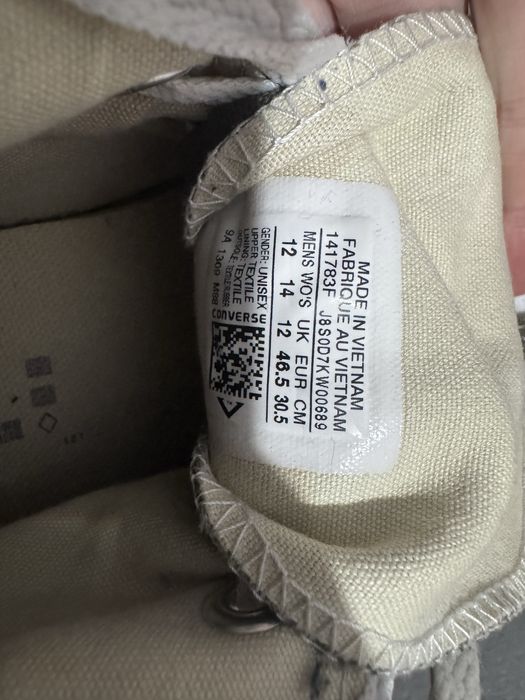 MADE IN VIETNAM
FABRIQUE AU VIETNAM
141783F J8S0D7KW00689
MENS WO'S UK EUR CM
12 14 12 46.5 30.5
GENDER: UNISEX
UPPER: TEXTILE
LINING: TEXTILE
CONVERSE